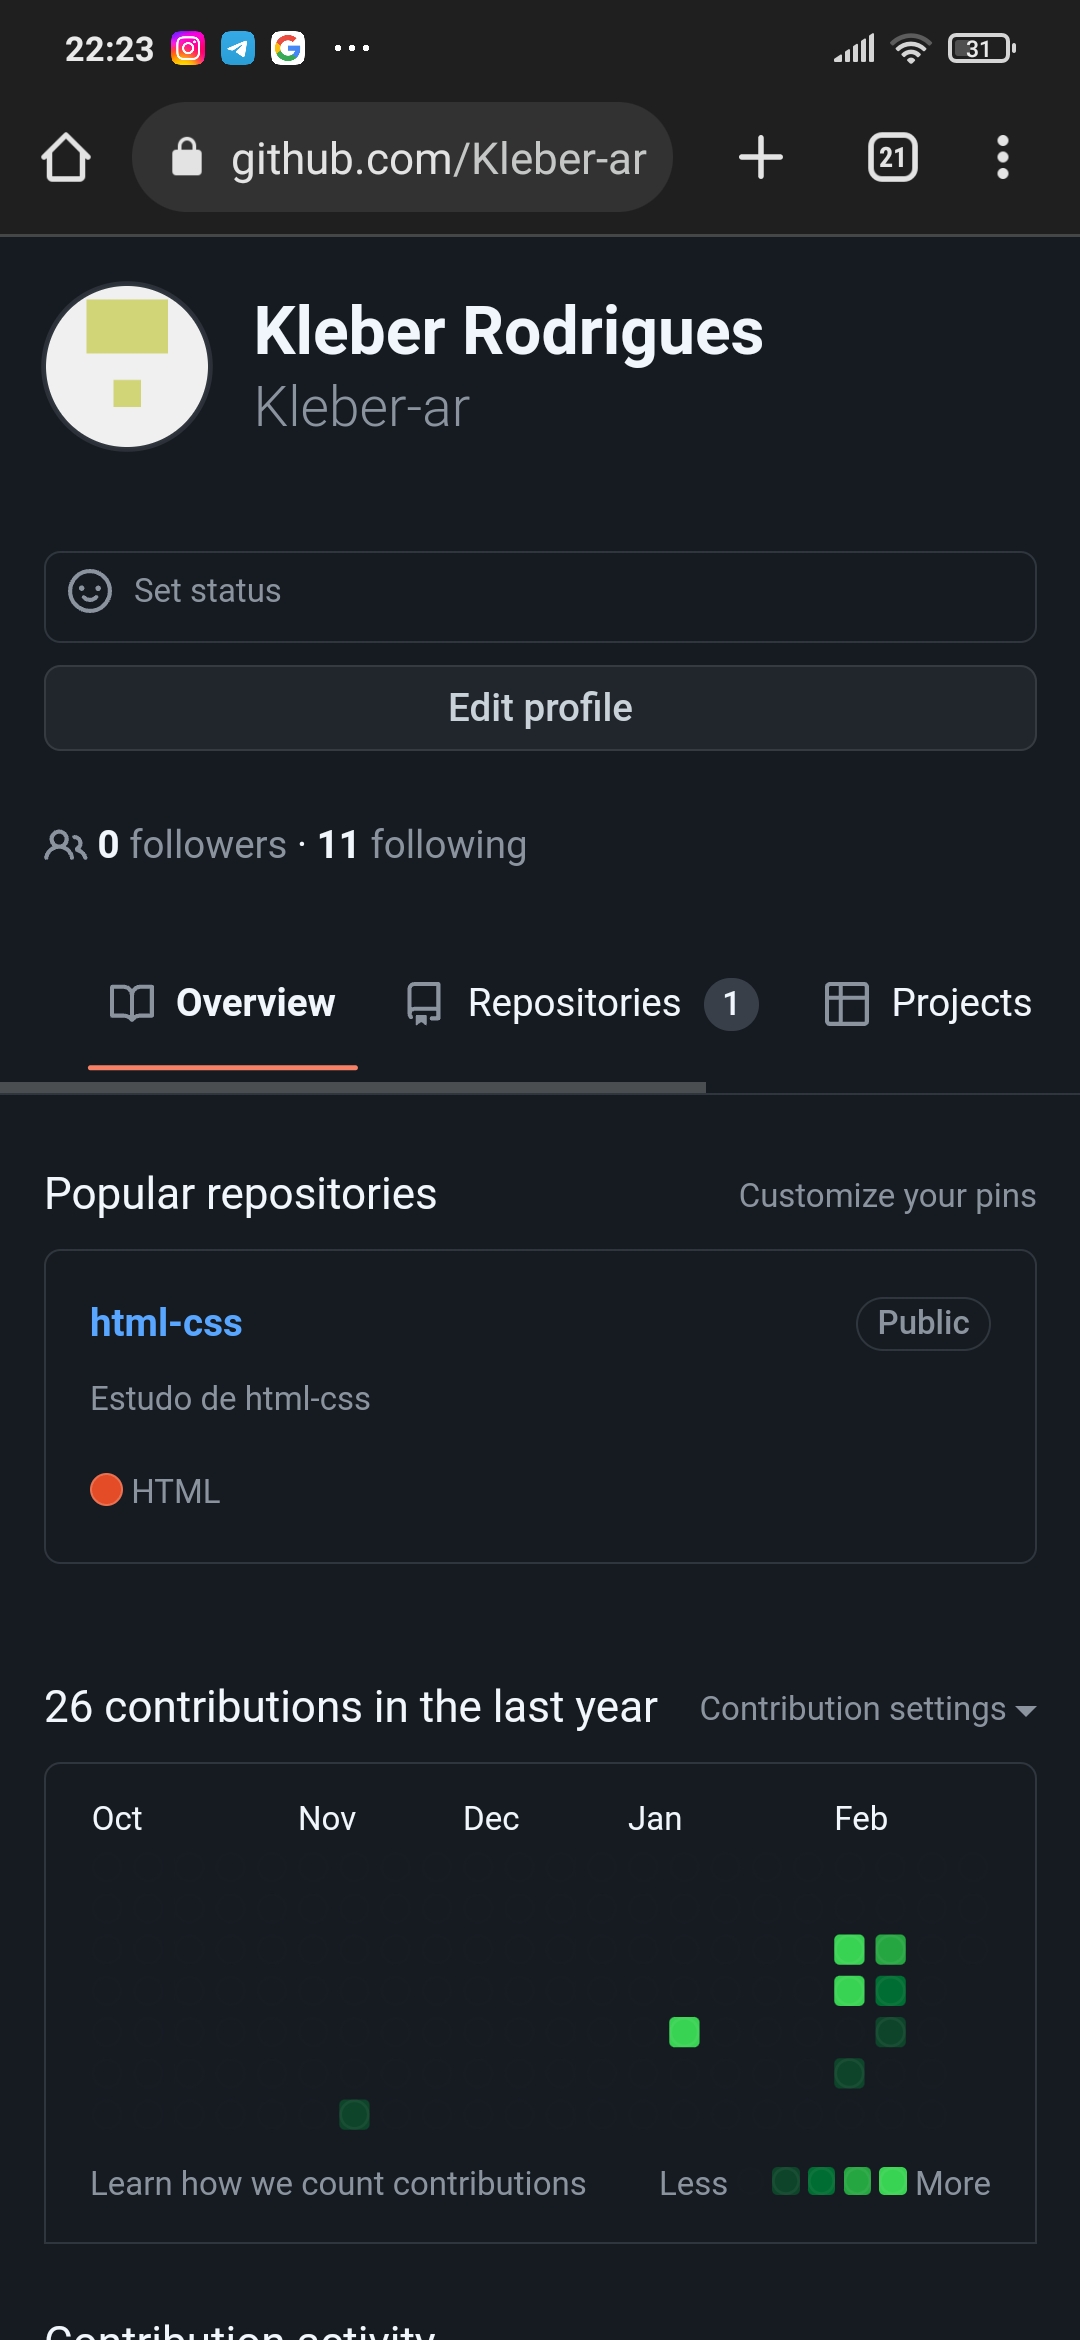 22:23
31
github.com/Kleber-ar
21
Kleber Rodrigues
Kleber-ar
Set status
Edit profile
0 followers · 11 following
Overview Repositories 1 Projects
Popular repositories Customize your pins
html-css Public
Estudo de html-css
HTML
26 contributions in the last year Contribution settings
Oct Nov Dec Jan Feb
Learn how we count contributions Less More
Contribution activity